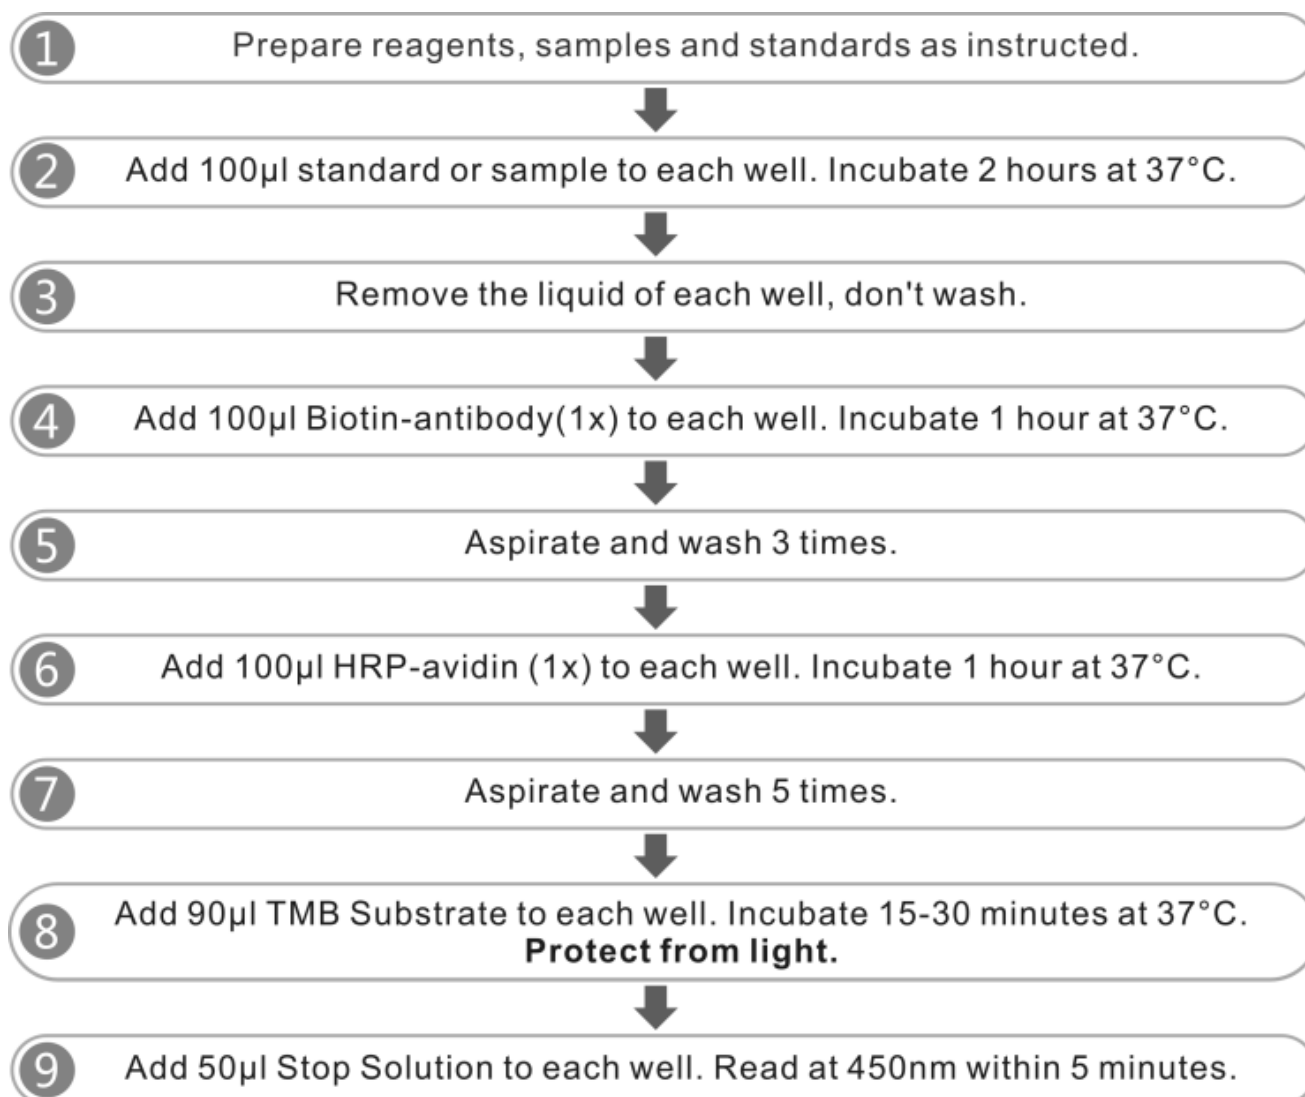 1 Prepare reagents, samples and standards as instructed.
2 Add 100µl standard or sample to each well. Incubate 2 hours at 37°C.
3 Remove the liquid of each well, don't wash.
4 Add 100µl Biotin-antibody(1x) to each well. Incubate 1 hour at 37°C.
5 Aspirate and wash 3 times.
6 Add 100µl HRP-avidin (1x) to each well. Incubate 1 hour at 37°C.
7 Aspirate and wash 5 times.
8 Add 90µl TMB Substrate to each well. Incubate 15-30 minutes at 37°C.
Protect from light.
9 Add 50µl Stop Solution to each well. Read at 450nm within 5 minutes.